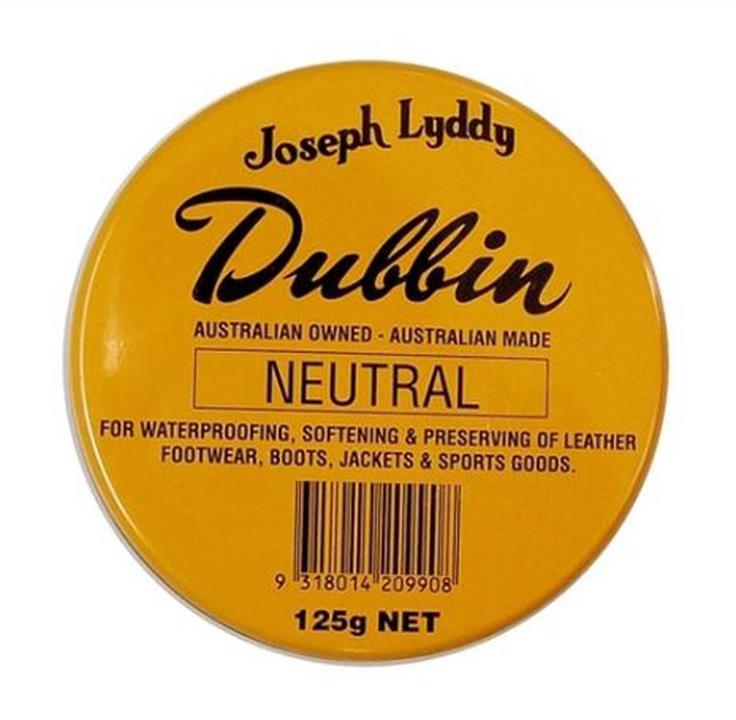 Joseph Lyddy
Dubbin
AUSTRALIAN OWNED - AUSTRALIAN MADE
NEUTRAL
FOR WATERPROOFING, SOFTENING & PRESERVING OF LEATHER
FOOTWEAR, BOOTS, JACKETS & SPORTS GOODS.
9 318014 209908
125g NET